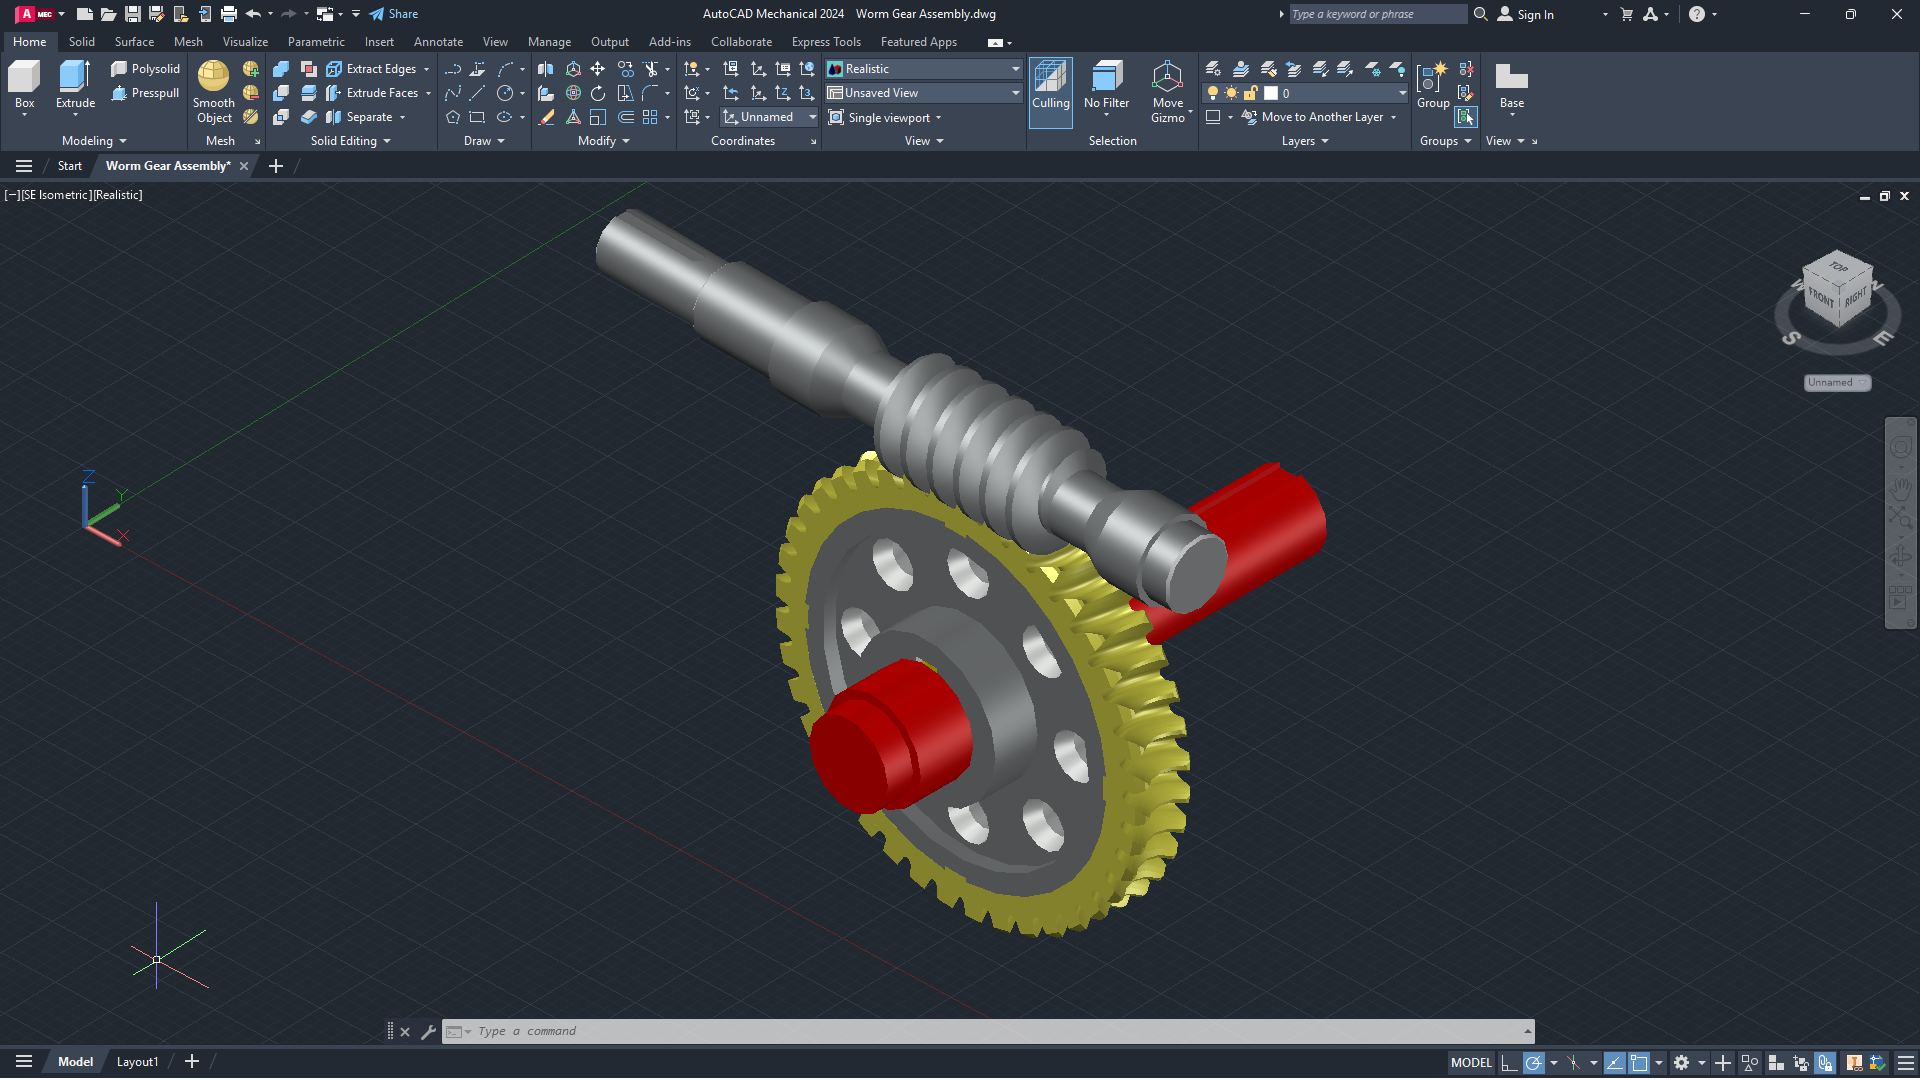 A MEC Share AutoCAD Mechanical 2024 Worm Gear Assembly.dwg Type a keyword or phrase Sign In
Home Solid Surface Mesh Visualize Parametric Insert Annotate View Manage Output Add-ins Collaborate Express Tools Featured Apps
Box
Extrude
Polysolid
Presspull
Modeling
Smooth
Object
Mesh
Extract Edges
Extrude Faces
Separate
Solid Editing
Draw
Modify
Unnamed
Coordinates
Realistic
Unsaved View
Single viewport
View
Culling
No Filter
Move
Gizmo
Selection
0
Move to Another Layer
Layers
Group
Groups
Base
View
Start Worm Gear Assembly*
[−][SE Isometric][Realistic]
TOP
FRONT
RIGHT
W
N
S
E
Unnamed
Z
Y
X
Type a command
Model Layout1 MODEL